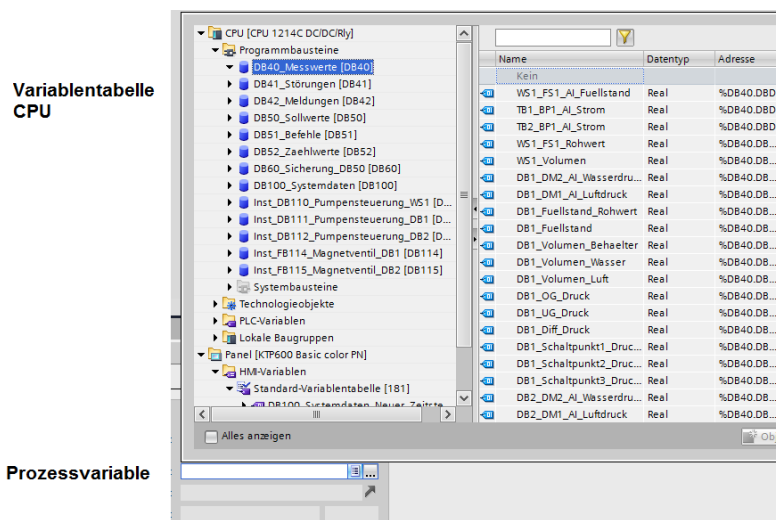 CPU [CPU 1214C DC/DC/Rly]
Programmbausteine
DB40_Messwerte [DB40]
DB41_Störungen [DB41]
DB42_Meldungen [DB42]
DB50_Sollwerte [DB50]
DB51_Befehle [DB51]
DB52_Zaehlwerte [DB52]
DB60_Sicherung_DB50 [DB60]
DB100_Systemdaten [DB100]
Inst_DB110_Pumpensteuerung_WS1 [D...
Inst_DB111_Pumpensteuerung_DB1 [D...
Inst_DB112_Pumpensteuerung_DB2 [D...
Inst_FB114_Magnetventil_DB1 [DB114]
Inst_FB115_Magnetventil_DB2 [DB115]
Systembausteine
Technologieobjekte
PLC-Variablen
Lokale Baugruppen
Panel [KTP600 Basic color PN]
HMI-Variablen
Standard-Variablentabelle [181]
Variablentabelle
CPU
Name Datentyp Adresse
Kein
WS1_FS1_AI_Fuellstand Real %DB40.DBD
TB1_BP1_AI_Strom Real %DB40.DBD
TB2_BP1_AI_Strom Real %DB40.DBD
WS1_FS1_Rohwert Real %DB40.DB...
WS1_Volumen Real %DB40.DB...
DB1_DM2_AI_Wasserdru... Real %DB40.DB...
DB1_DM1_AI_Luftdruck Real %DB40.DB...
DB1_Fuellstand_Rohwert Real %DB40.DB...
DB1_Fuellstand Real %DB40.DB...
DB1_Volumen_Behaelter Real %DB40.DB...
DB1_Volumen_Wasser Real %DB40.DB...
DB1_Volumen_Luft Real %DB40.DB...
DB1_OG_Druck Real %DB40.DB...
DB1_UG_Druck Real %DB40.DB...
DB1_Diff_Druck Real %DB40.DB...
DB1_Schaltpunkt1_Druc... Real %DB40.DB...
DB1_Schaltpunkt2_Druc... Real %DB40.DB...
DB1_Schaltpunkt3_Druc... Real %DB40.DB...
DB2_DM2_AI_Wasserdru... Real %DB40.DB...
DB2_DM1_AI_Luftdruck Real %DB40.DB...
Alles anzeigen
Obj
Prozessvariable
...